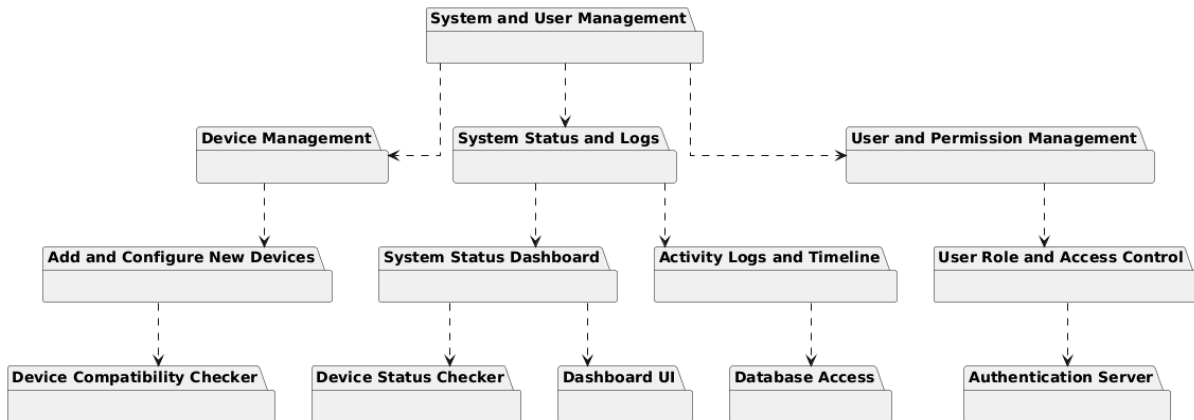 System and User Management
Device Management
System Status and Logs
User and Permission Management
Add and Configure New Devices
System Status Dashboard
Activity Logs and Timeline
User Role and Access Control
Device Compatibility Checker
Device Status Checker
Dashboard UI
Database Access
Authentication Server